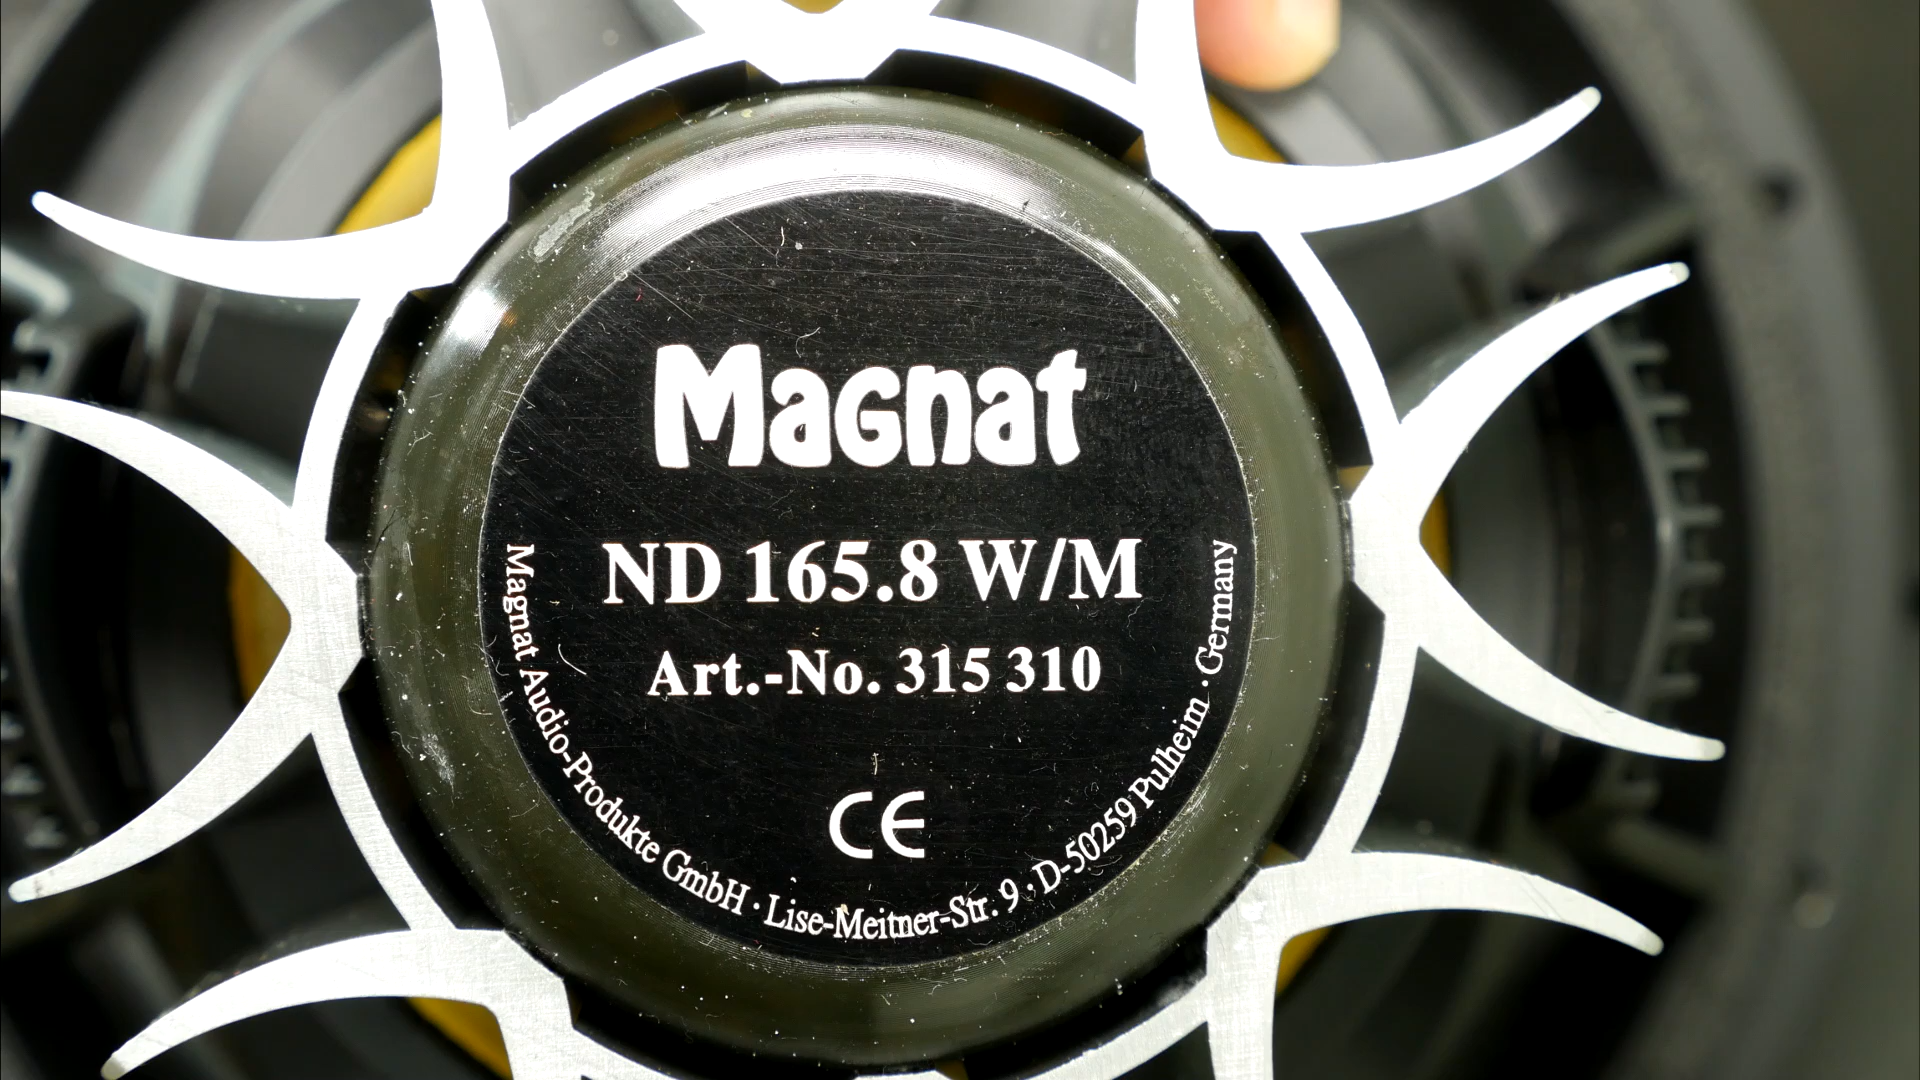 Magnat
ND 165.8 W/M
Art.-No. 315 310
CE
Magnat Audio-Produkte GmbH · Lise-Meitner-Str. 9 · D-50259 Pulheim · Germany